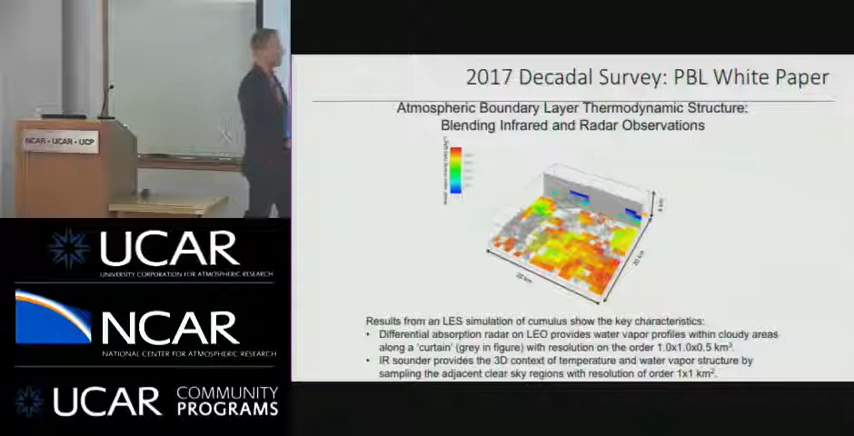 2017 Decadal Survey: PBL White Paper
Atmospheric Boundary Layer Thermodynamic Structure:
Blending Infrared and Radar Observations
4 km
20 km
20 km
Results from an LES simulation of cumulus show the key characteristics:
• Differential absorption radar on LEO provides water vapor profiles within cloudy areas
along a 'curtain' (grey in figure) with resolution on the order 1.0x1.0x0.5 km³.
• IR sounder provides the 3D context of temperature and water vapor structure by
sampling the adjacent clear sky regions with resolution of order 1x1 km².
NCAR • UCAR • UCP
UCAR
UNIVERSITY CORPORATION FOR ATMOSPHERIC RESEARCH
NCAR
NATIONAL CENTER FOR ATMOSPHERIC RESEARCH
UCAR
COMMUNITY
PROGRAMS